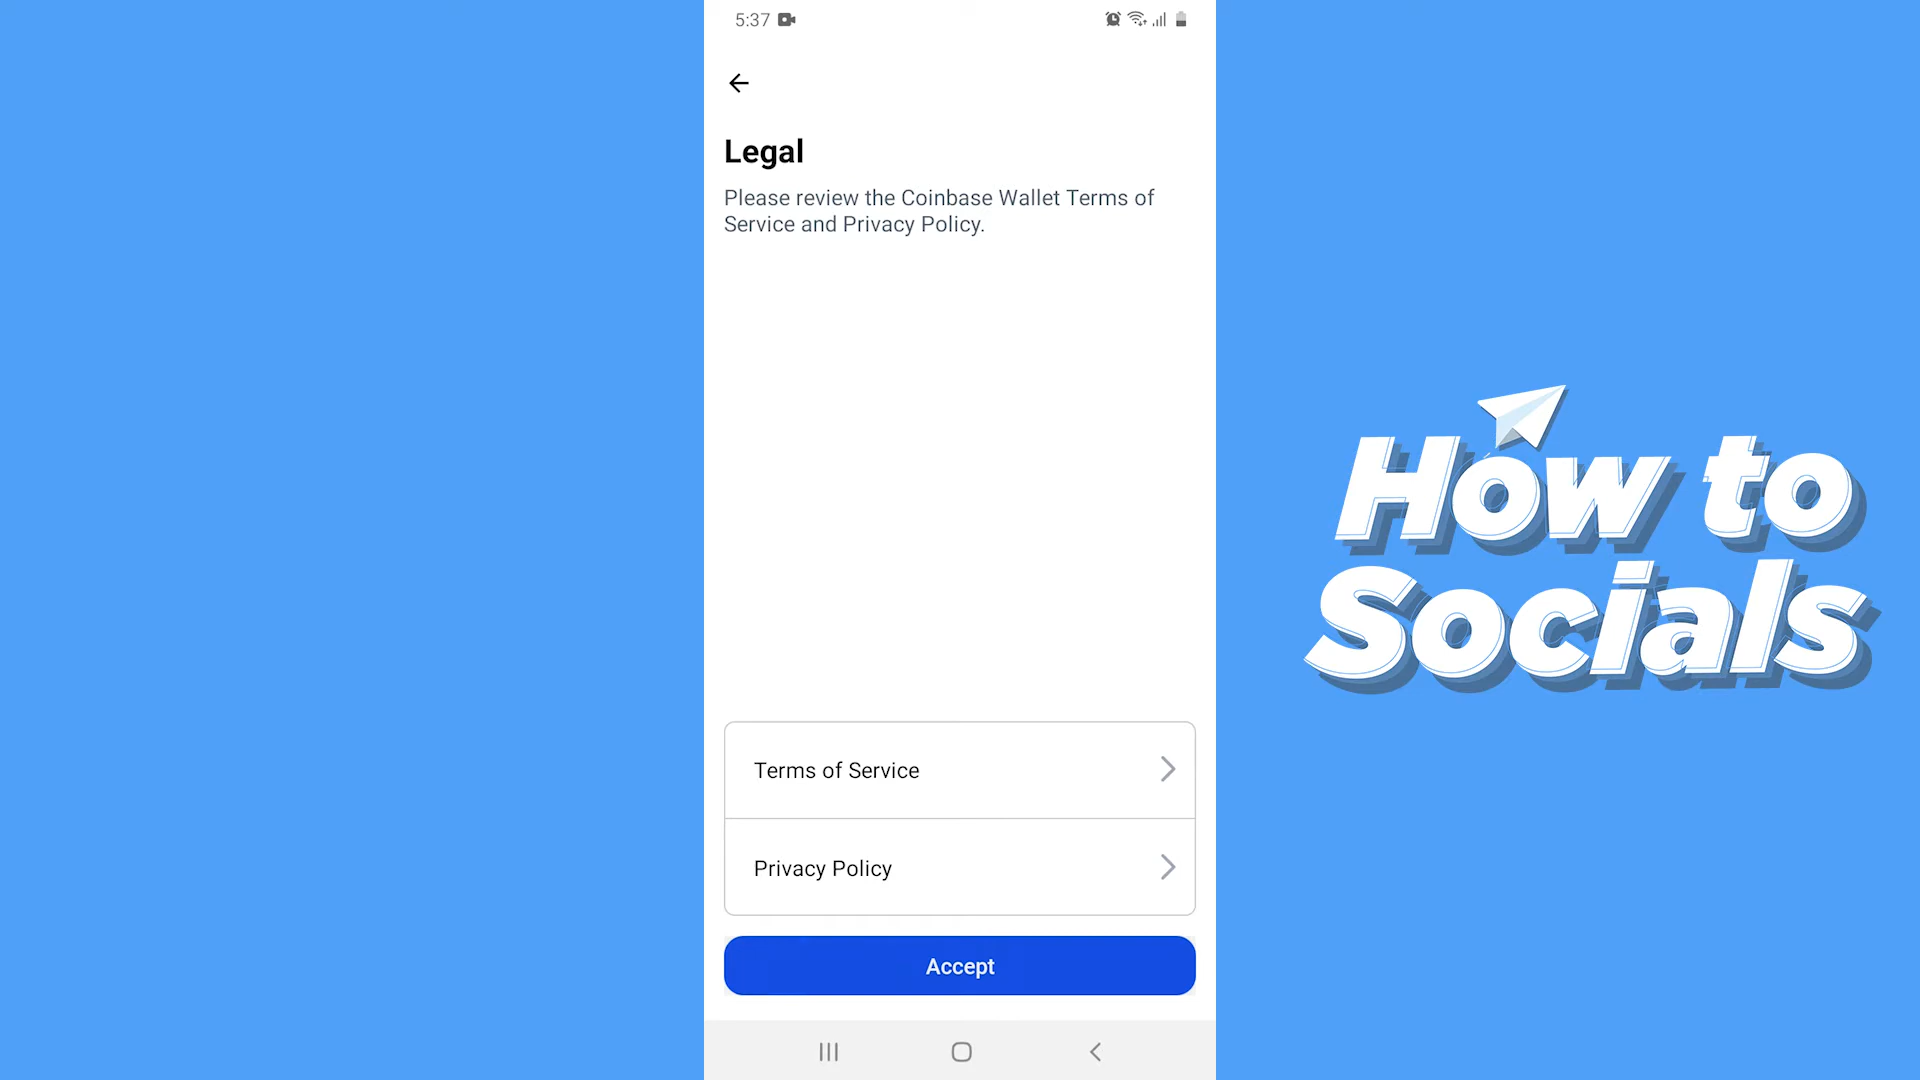 5:37
Legal
Please review the Coinbase Wallet Terms of
Service and Privacy Policy.
Terms of Service
Privacy Policy
Accept
How to
Socials